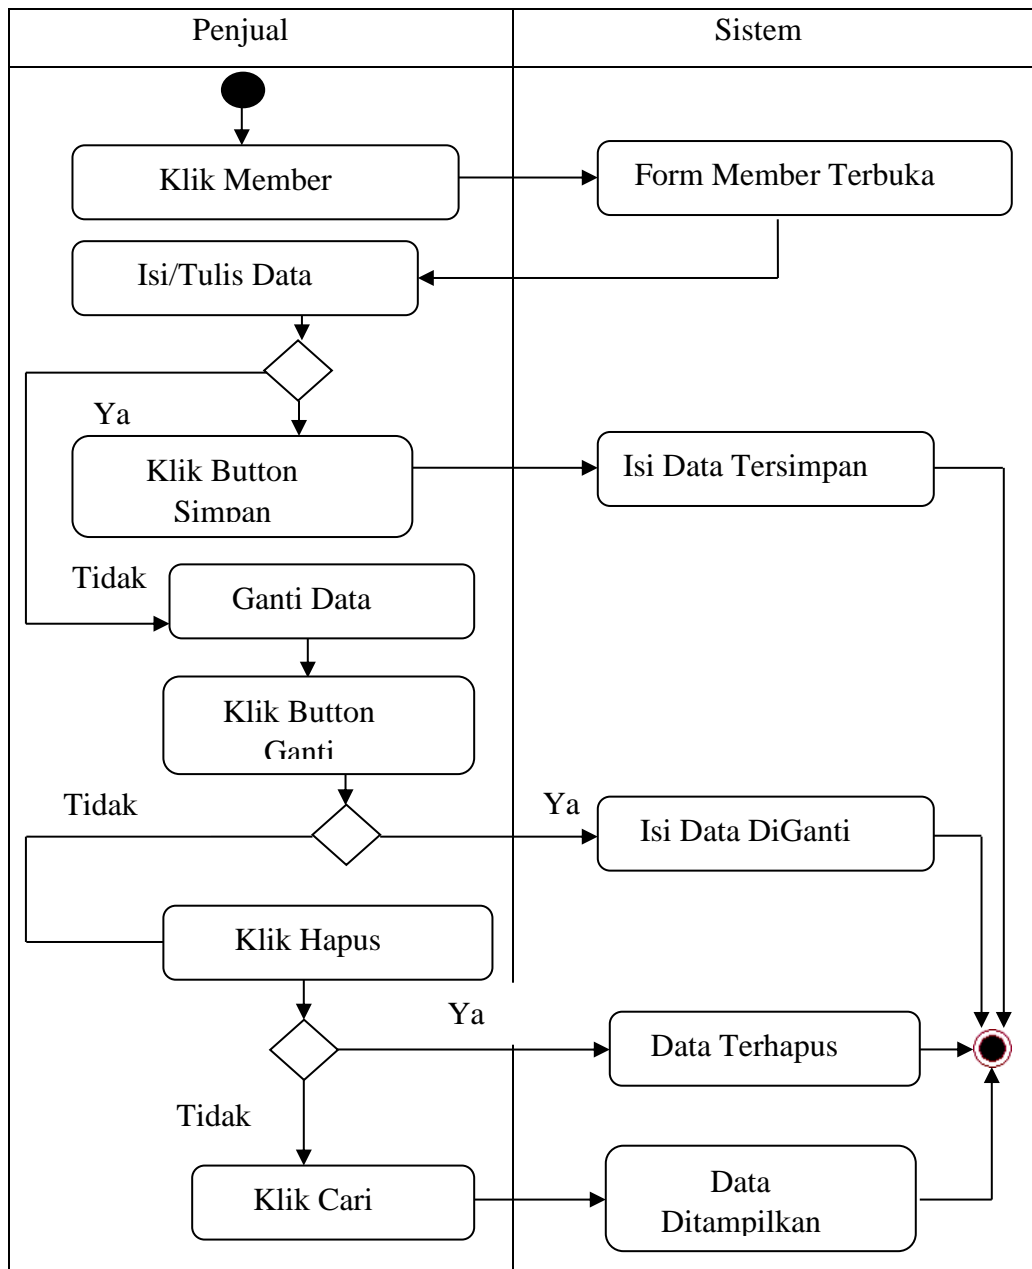 Penjual
Sistem
Klik Member
Form Member Terbuka
Isi/Tulis Data
Ya
Klik Button
Simpan
Isi Data Tersimpan
Tidak
Ganti Data
Klik Button
Ganti
Tidak
Ya
Isi Data DiGanti
Klik Hapus
Ya
Data Terhapus
Tidak
Klik Cari
Data
Ditampilkan